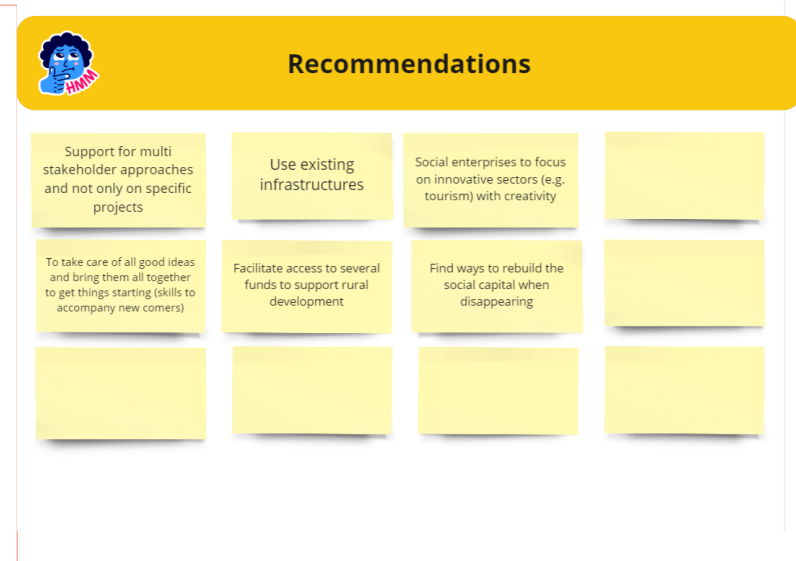 HMM
Recommendations
Support for multi
stakeholder approaches
and not only on specific
projects
Use existing
infrastructures
Social enterprises to focus
on innovative sectors (e.g.
tourism) with creativity
To take care of all good ideas
and bring them all together
to get things starting (skills to
accompany new comers)
Facilitate access to several
funds to support rural
development
Find ways to rebuild the
social capital when
disappearing